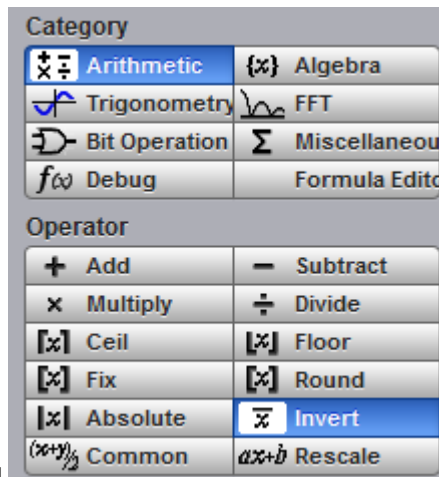 Category
Arithmetic {x} Algebra
Trigonometry FFT
Bit Operation Σ Miscellaneou
f(x) Debug Formula Edito
Operator
+ Add − Subtract
× Multiply ÷ Divide
⌈x⌉ Ceil ⌊x⌋ Floor
[x] Fix [x] Round
|x| Absolute x̅ Invert
(x+y)/2 Common ax+b Rescale